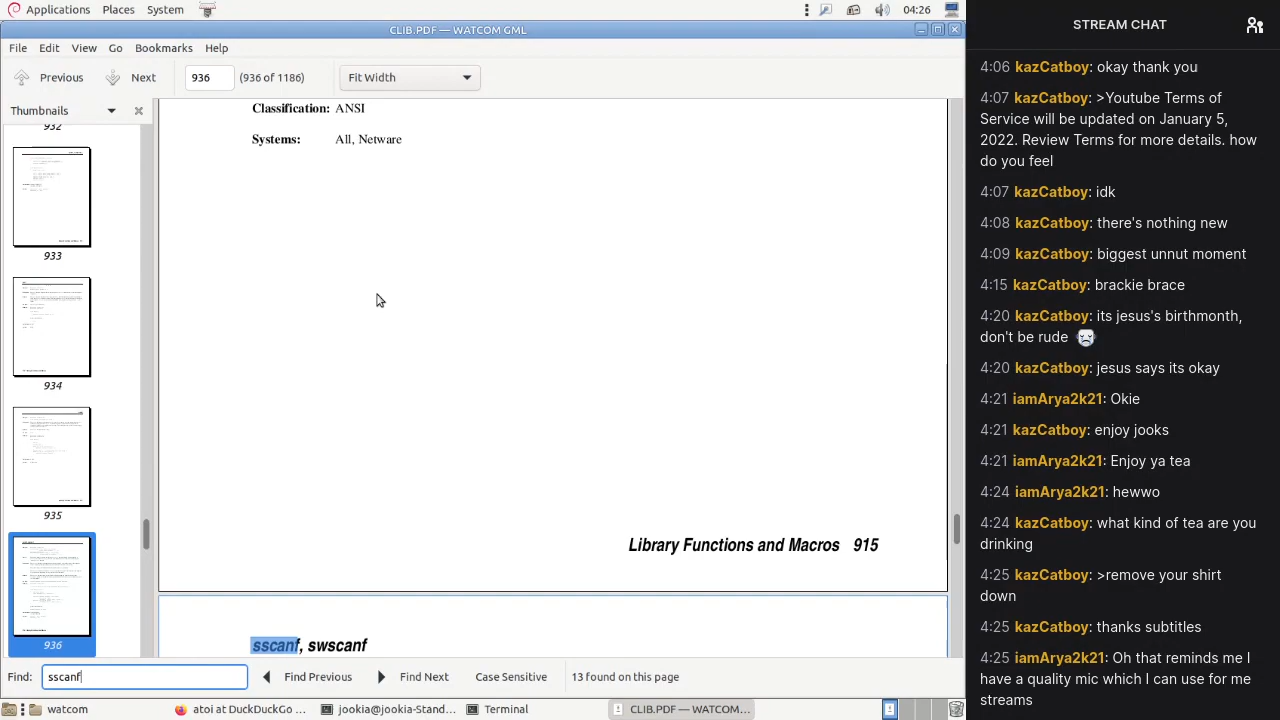 Applications Places System 04:26
CLIB.PDF — WATCOM GML
File Edit View Go Bookmarks Help
Previous Next 936 (936 of 1186) Fit Width
Thumbnails
932
933
934
935
936
Classification: ANSI
Systems: All, Netware
Library Functions and Macros 915
sscanf, swscanf
Find: sscanf Find Previous Find Next Case Sensitive 13 found on this page
watcom atoi at DuckDuckGo ... jookia@jookia-Stand... Terminal CLIB.PDF — WATCOM...
STREAM CHAT
4:06 kazCatboy: okay thank you
4:07 kazCatboy: >Youtube Terms of
Service will be updated on January 5,
2022. Review Terms for more details. how
do you feel
4:07 kazCatboy: idk
4:08 kazCatboy: there's nothing new
4:09 kazCatboy: biggest unnut moment
4:15 kazCatboy: brackie brace
4:20 kazCatboy: its jesus's birthmonth,
don't be rude
4:20 kazCatboy: jesus says its okay
4:21 iamArya2k21: Okie
4:21 kazCatboy: enjoy jooks
4:21 iamArya2k21: Enjoy ya tea
4:24 iamArya2k21: hewwo
4:24 kazCatboy: what kind of tea are you
drinking
4:25 kazCatboy: >remove your shirt
down
4:25 kazCatboy: thanks subtitles
4:25 iamArya2k21: Oh that reminds me I
have a quality mic which I can use for me
streams